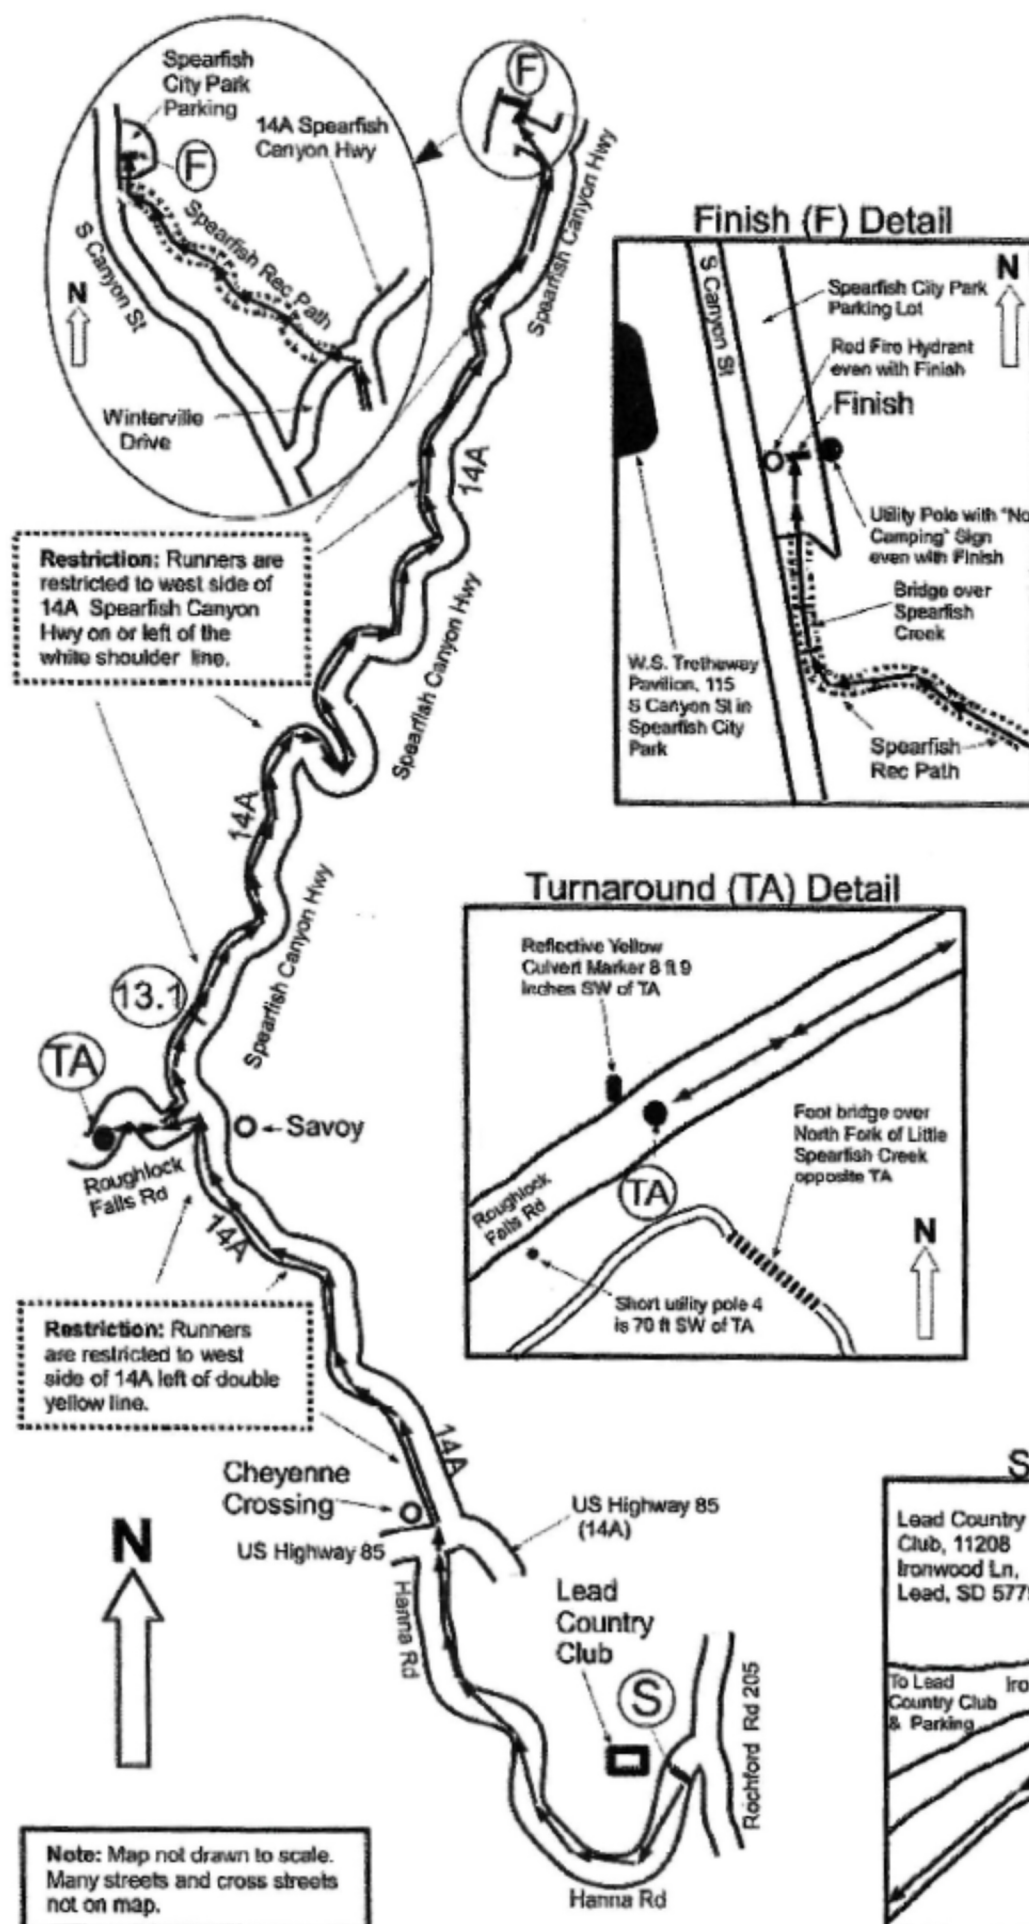 Spearfish
City Park
Parking
F
14A Spearfish
Canyon Hwy
F
Spearfish Rec Path
S Canyon St
N
Winterville
Drive
Spearfish Canyon Hwy
14A
Restriction: Runners are
restricted to west side of
14A Spearfish Canyon
Hwy on or left of the
white shoulder line.
Spearfish Canyon Hwy
14A
Spearfish Canyon Hwy
13.1
TA
Savoy
Roughlock
Falls Rd
14A
Restriction: Runners
are restricted to west
side of 14A left of double
yellow line.
14A
Cheyenne
Crossing
US Highway 85
US Highway 85
(14A)
Hanna Rd
N
Lead
Country
Club
S
Rochford Rd 205
Hanna Rd
Note: Map not drawn to scale.
Many streets and cross streets
not on map.
Finish (F) Detail
S Canyon St
N
Spearfish City Park
Parking Lot
Red Fire Hydrant
even with Finish
Finish
Utility Pole with "No
Camping" Sign
even with Finish
Bridge over
Spearfish
Creek
W.S. Tretheway
Pavilion, 115
S Canyon St in
Spearfish City
Park
Spearfish
Rec Path
Turnaround (TA) Detail
Reflective Yellow
Culvert Marker 8 ft 9
Inches SW of TA
Foot bridge over
North Fork of Little
Spearfish Creek
opposite TA
TA
Roughlock
Falls Rd
N
Short utility pole 4
is 70 ft SW of TA
S
Lead Country
Club, 11208
Ironwood Ln,
Lead, SD
To Lead
Country Club
& Parking